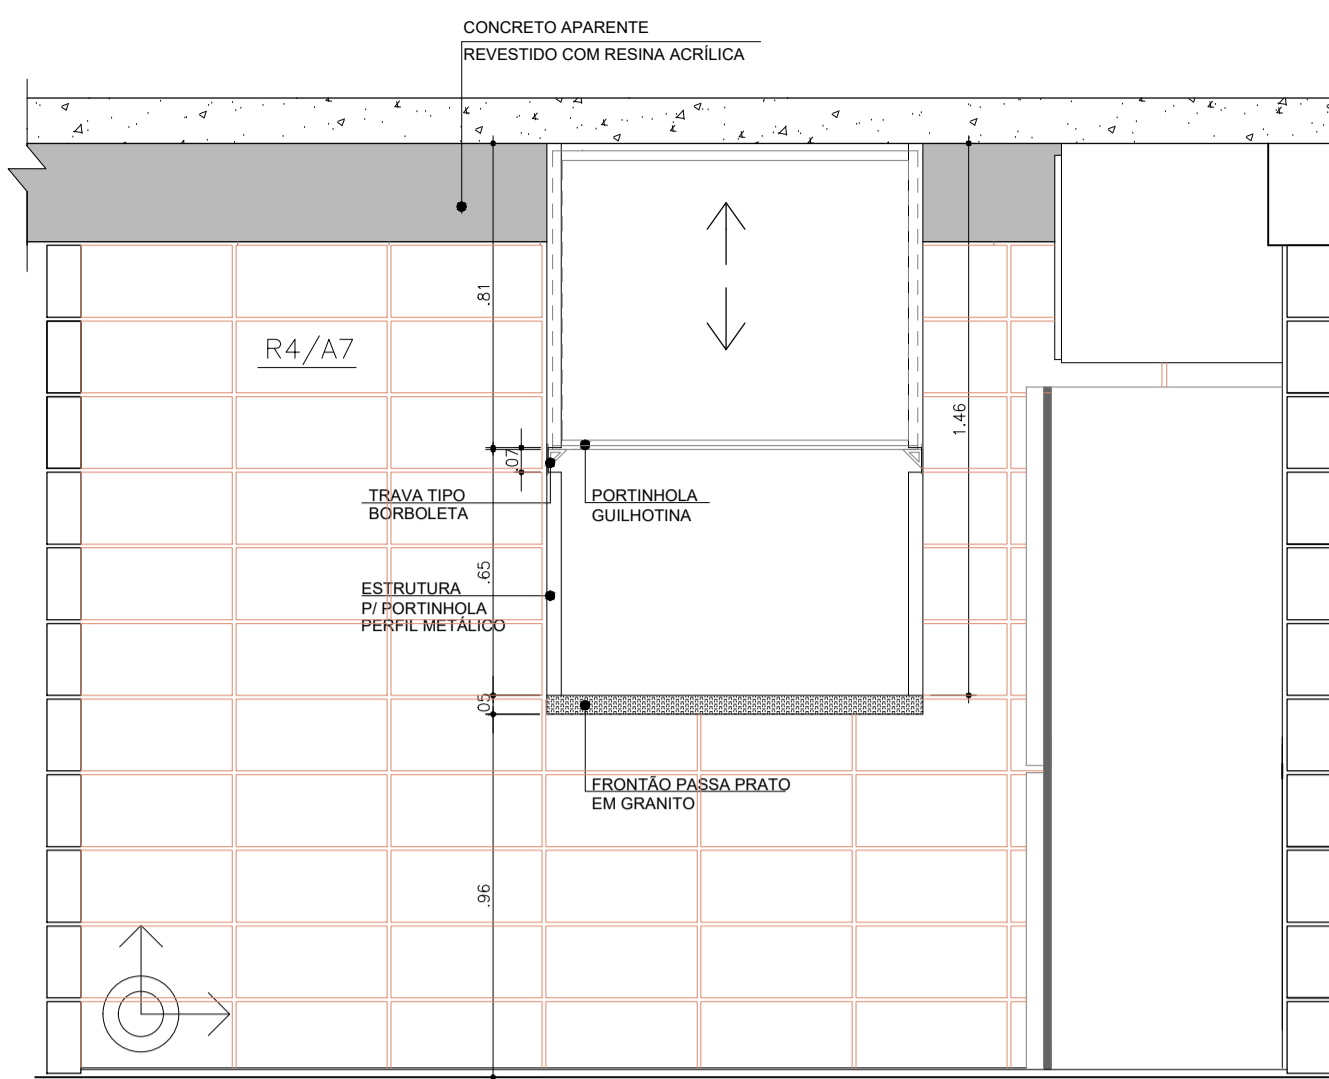 CONCRETO APARENTE
REVESTIDO COM RESINA ACRÍLICA
.81
R4/A7
1.46
.07
TRAVA TIPO
BORBOLETA
PORTINHOLA
GUILHOTINA
.65
ESTRUTURA
P/ PORTINHOLA
PERFIL METÁLICO
.05
FRONTÃO PASSA PRATO
EM GRANITO
.96